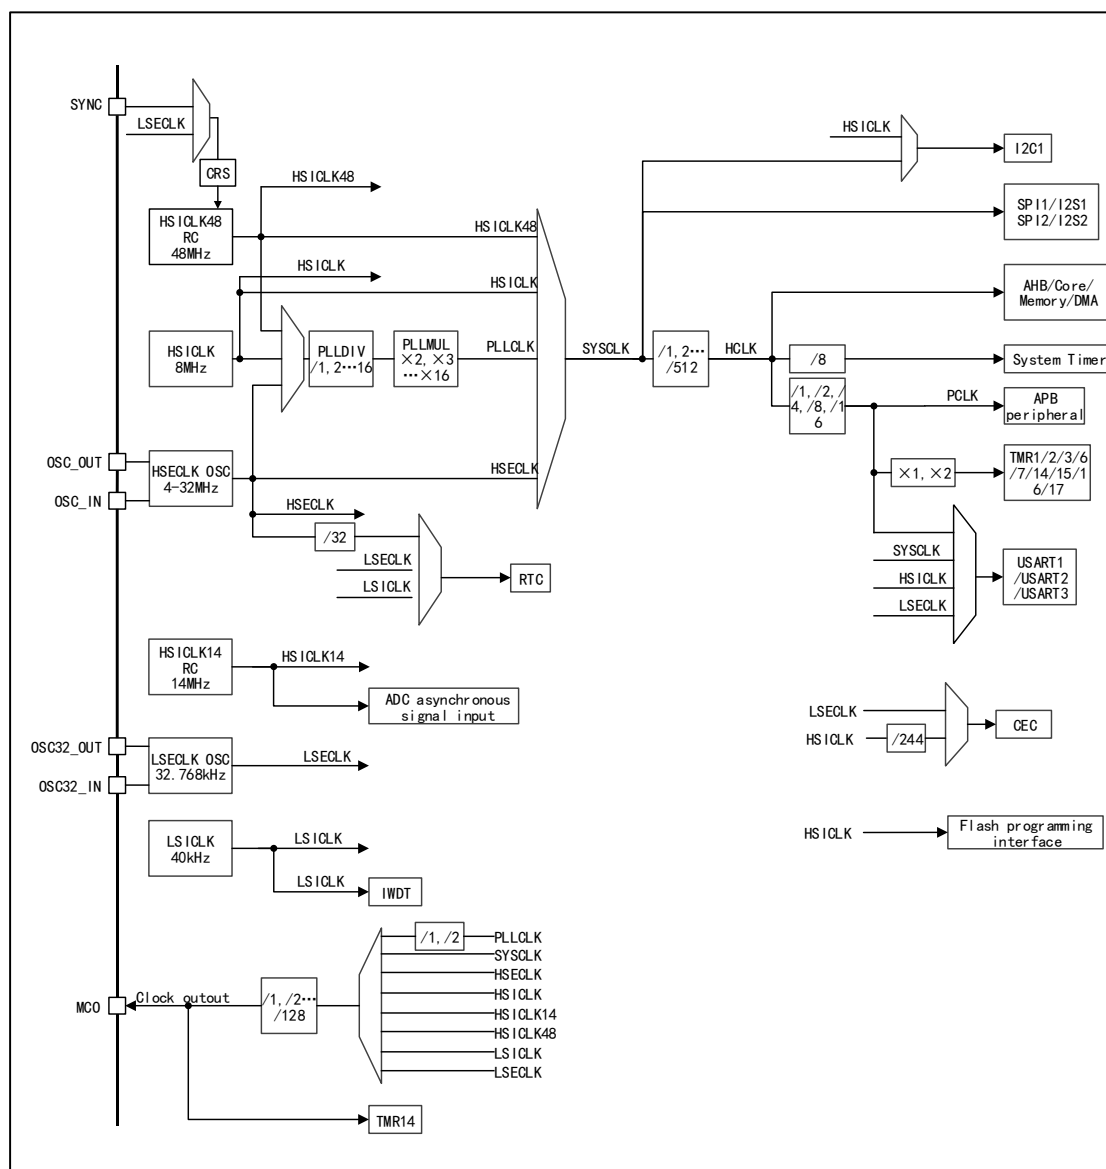 SYNC
LSECLK
CRS
HSICLK48
RC
48MHz
HSICLK48
HSICLK48
HSICLK
HSICLK
HSICLK
8MHz
PLLDIV
/1, 2…16
PLLMUL
×2, ×3
…×16
PLLCLK
SYSCLK
/1, 2…
/512
HCLK
HSICLK
I2C1
SPI1/I2S1
SPI2/I2S2
AHB/Core/
Memory/DMA
/8
System Timer
/1, /2, /
4, /8, /1
6
PCLK
APB
peripheral
×1, ×2
TMR1/2/3/6
/7/14/15/1
6/17
SYSCLK
HSICLK
LSECLK
USART1
/USART2
/USART3
OSC_OUT
OSC_IN
HSECLK OSC
4-32MHz
HSECLK
HSECLK
/32
LSECLK
LSICLK
RTC
HSICLK14
RC
14MHz
HSICLK14
ADC asynchronous
signal input
LSECLK
HSICLK
/244
CEC
OSC32_OUT
OSC32_IN
LSECLK OSC
32.768kHz
LSECLK
HSICLK
Flash programming
interface
LSICLK
40kHz
LSICLK
LSICLK
IWDT
MCO
Clock outout
/1, /2…
/128
/1, /2
PLLCLK
SYSCLK
HSECLK
HSICLK
HSICLK14
HSICLK48
LSICLK
LSECLK
TMR14